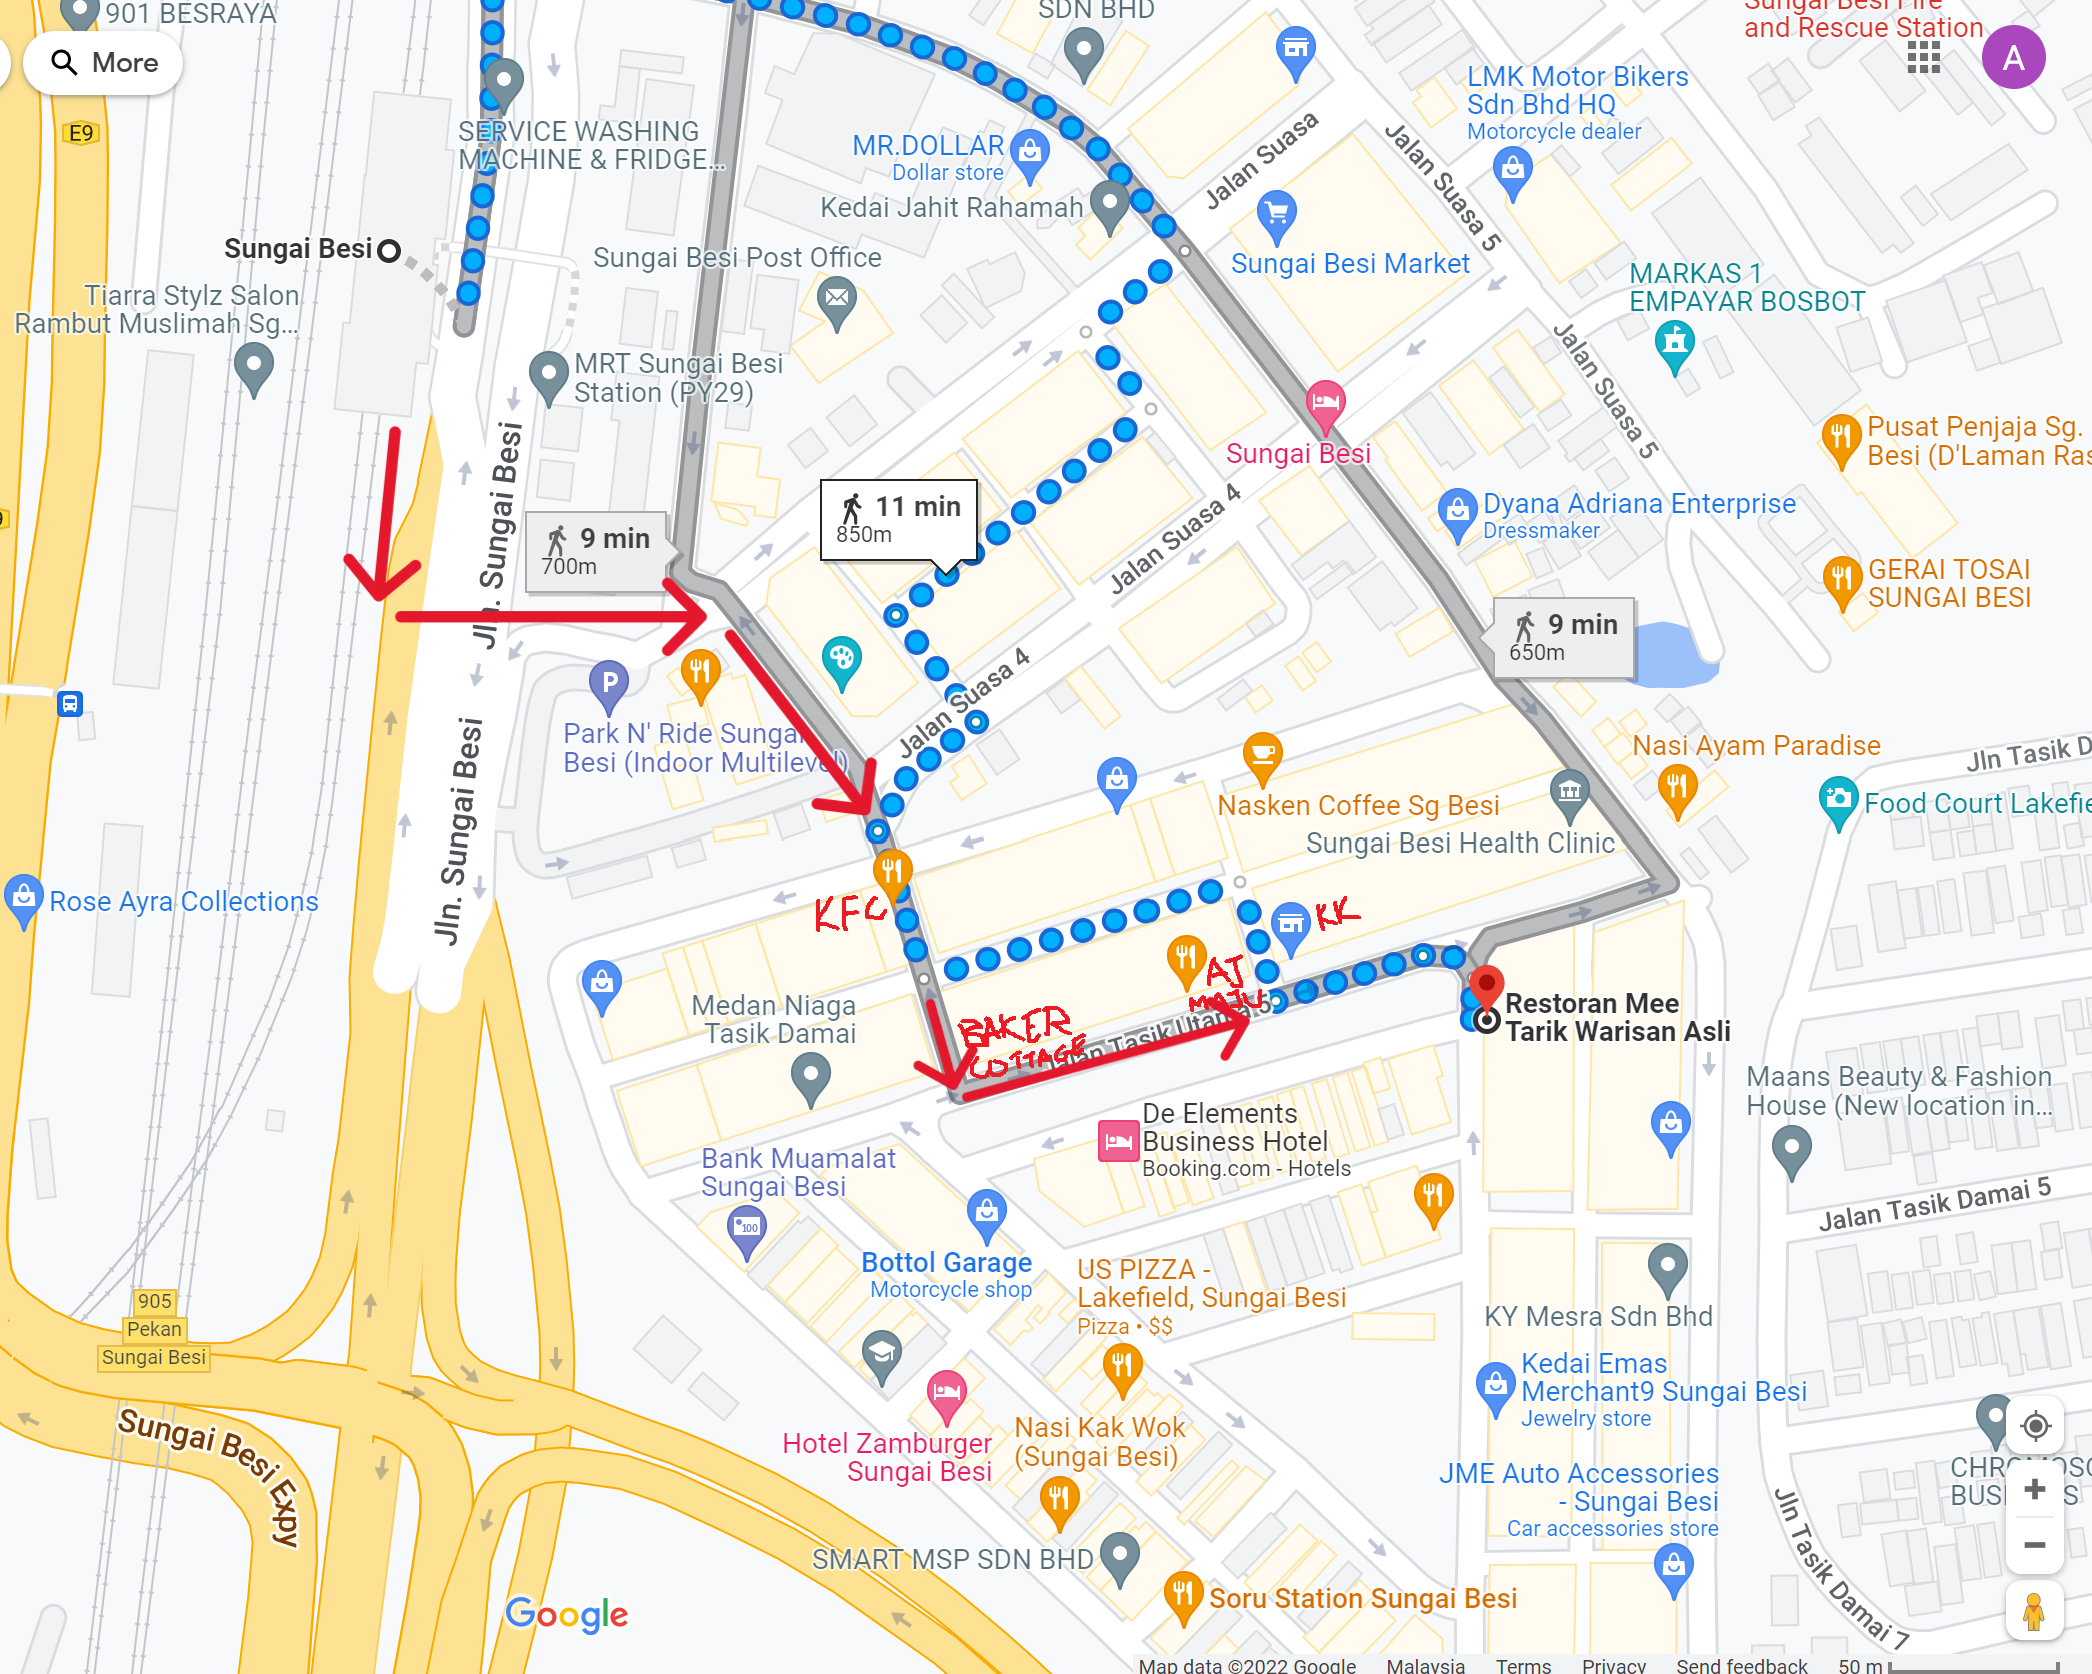 901 BESRAYA
More
E9
SDN BHD
and Rescue Station
A
SERVICE WASHING
MACHINE & FRIDGE...
MR.DOLLAR
Dollar store
Kedai Jahit Rahamah
Jalan Suasa
Jalan Suasa 5
LMK Motor Bikers
Sdn Bhd HQ
Motorcycle dealer
Sungai Besi
Sungai Besi Post Office
Sungai Besi Market
MARKAS 1
EMPAYAR BOSBOT
Tiarra Stylz Salon
Rambut Muslimah Sg...
MRT Sungai Besi
Station (PY29)
Jalan Suasa 5
Sungai Besi
Pusat Penjaja Sg.
Besi (D'Laman Ras
Jln. Sungai Besi
9 min
700m
11 min
850m
Jalan Suasa 4
Dyana Adriana Enterprise
Dressmaker
GERAI TOSAI
SUNGAI BESI
9 min
650m
P
Park N' Ride Sungai
Besi (Indoor Multilevel)
Jalan Suasa 4
Nasi Ayam Paradise
Jln Tasik D
Jln. Sungai Besi
Nasken Coffee Sg Besi
Sungai Besi Health Clinic
Food Court Lakefie
Rose Ayra Collections
KFC
KK
AJ
MAJU
Medan Niaga
Tasik Damai
BAKER
COTTAGE
Jalan Tasik Utama 5
Restoran Mee
Tarik Warisan Asli
De Elements
Business Hotel
Booking.com - Hotels
Maans Beauty & Fashion
House (New location in...
Bank Muamalat
Sungai Besi
100
Jalan Tasik Damai 5
Bottol Garage
Motorcycle shop
US PIZZA -
Lakefield, Sungai Besi
Pizza • $$
905
Pekan
Sungai Besi
KY Mesra Sdn Bhd
Kedai Emas
Merchant9 Sungai Besi
Jewelry store
Sungai Besi Expy
Hotel Zamburger
Sungai Besi
Nasi Kak Wok
(Sungai Besi)
JME Auto Accessories
- Sungai Besi
Car accessories store
Jln Tasik Damai 7
SMART MSP SDN BHD
Soru Station Sungai Besi
Google
Map data ©2022 Google
Malaysia
Terms
Privacy
Send feedback
50 m